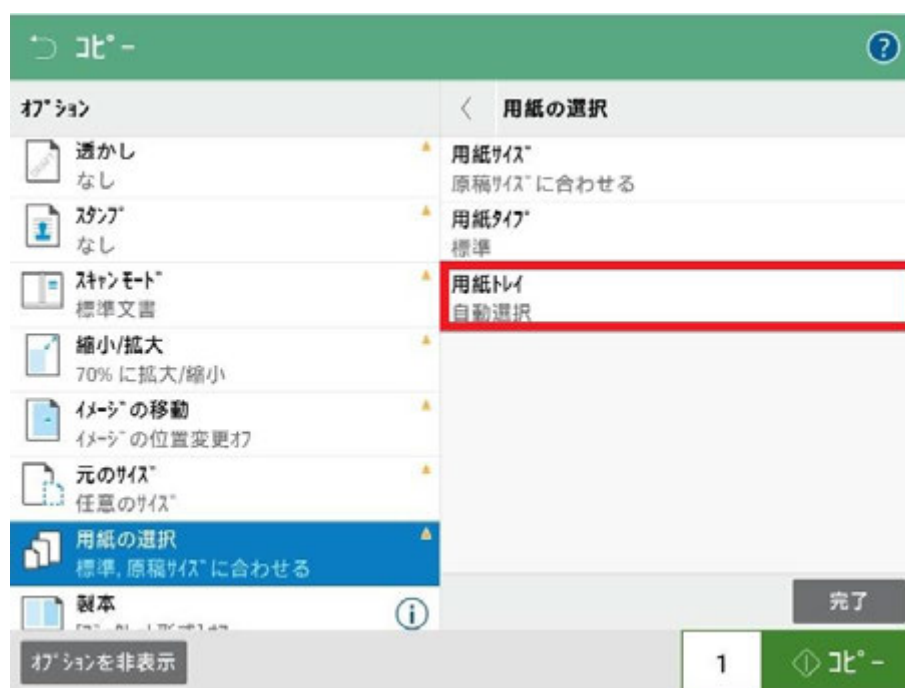 コピー
オプション
用紙の選択
透かし
なし
スタンプ
なし
スキャン モード
標準文書
縮小/拡大
70% に拡大/縮小
イメージの移動
イメージの位置変更オフ
元のサイズ
任意のサイズ
用紙の選択
標準, 原稿サイズに合わせる
製本
用紙サイズ
原稿サイズに合わせる
用紙タイプ
標準
用紙トレイ
自動選択
完了
オプションを非表示
1
コピー